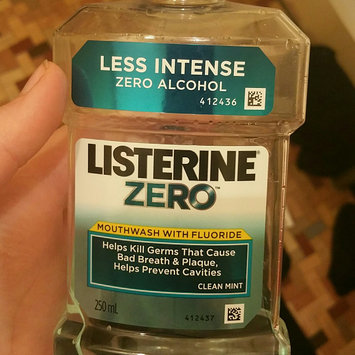 LESS INTENSE
ZERO ALCOHOL
412436
LISTERINE
ZERO™
MOUTHWASH WITH FLUORIDE
Helps Kill Germs That Cause
Bad Breath & Plaque,
Helps Prevent Cavities
CLEAN MINT
250 mL
412437